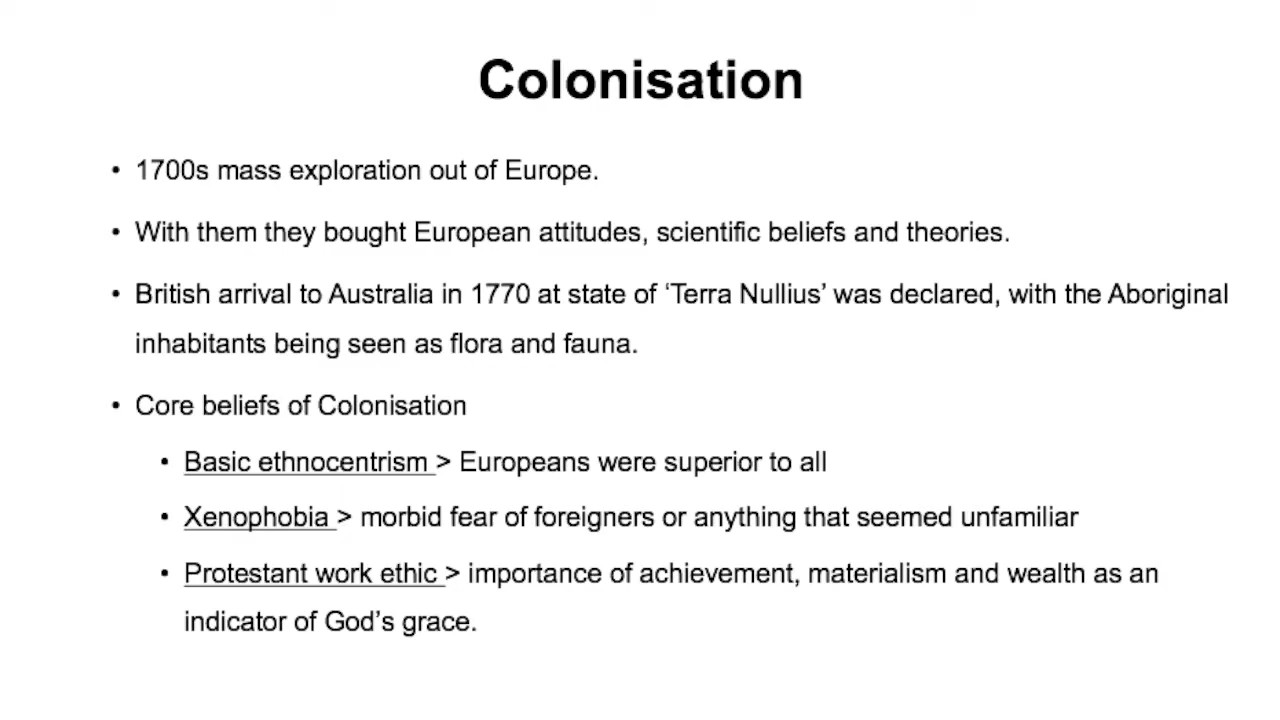 Colonisation
• 1700s mass exploration out of Europe.
• With them they bought European attitudes, scientific beliefs and theories.
• British arrival to Australia in 1770 at state of ‘Terra Nullius’ was declared, with the Aboriginal
inhabitants being seen as flora and fauna.
• Core beliefs of Colonisation
• Basic ethnocentrism > Europeans were superior to all
• Xenophobia > morbid fear of foreigners or anything that seemed unfamiliar
• Protestant work ethic > importance of achievement, materialism and wealth as an
indicator of God’s grace.